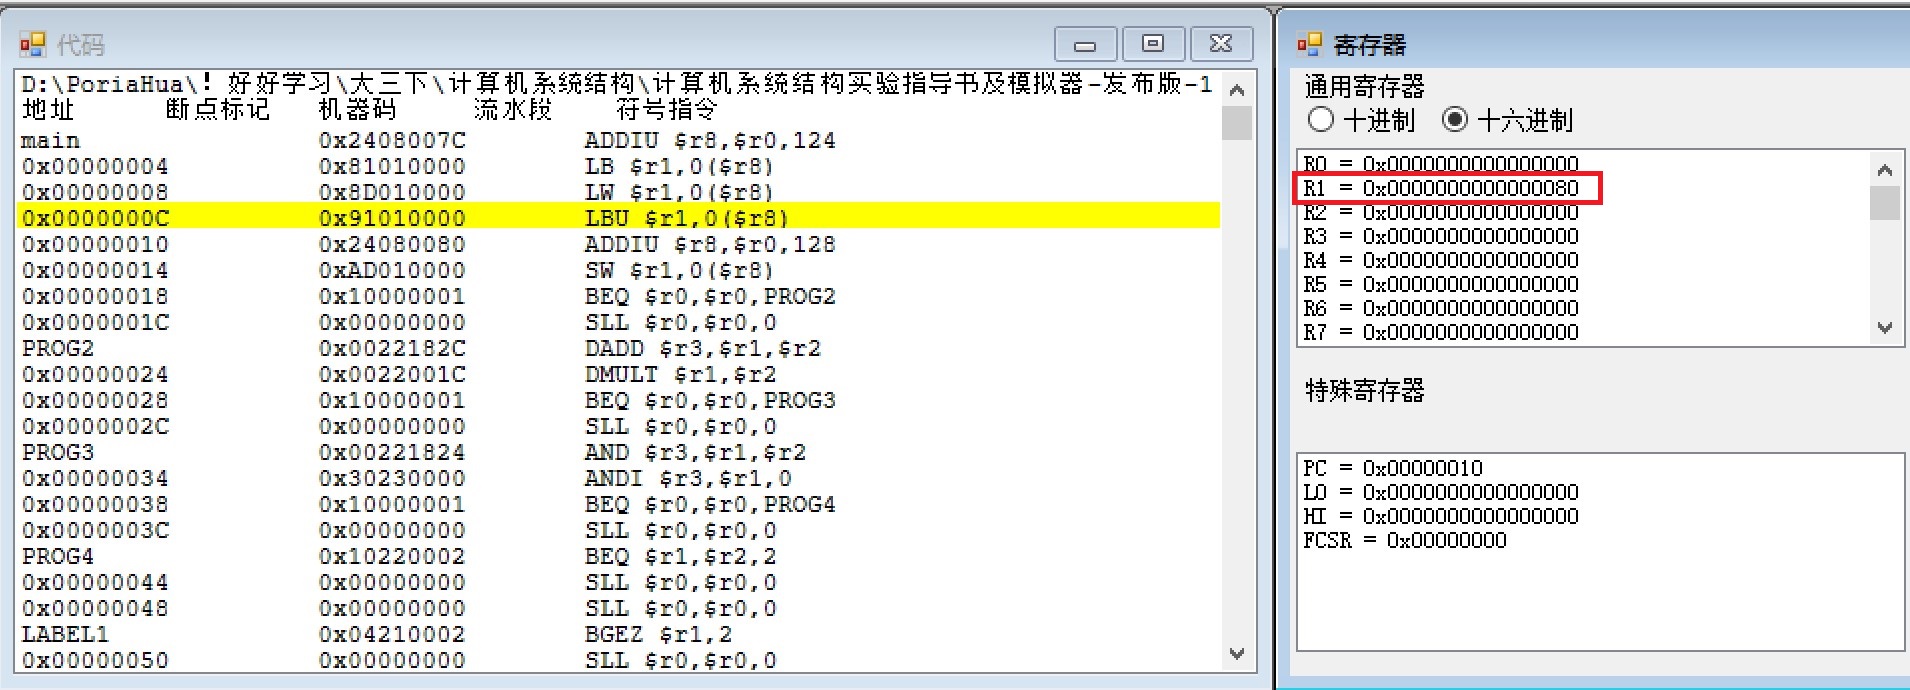 代码
D:\PoriaHua\! 好好学习\大三下\计算机系统结构\计算机系统结构实验指导书及模拟器-发布版-1
地址 断点标记 机器码 流水段 符号指令
main 0x2408007C ADDIU $r8,$r0,124
0x00000004 0x81010000 LB $r1,0($r8)
0x00000008 0x8D010000 LW $r1,0($r8)
0x0000000C 0x91010000 LBU $r1,0($r8)
0x00000010 0x24080080 ADDIU $r8,$r0,128
0x00000014 0xAD010000 SW $r1,0($r8)
0x00000018 0x10000001 BEQ $r0,$r0,PROG2
0x0000001C 0x00000000 SLL $r0,$r0,0
PROG2 0x0022182C DADD $r3,$r1,$r2
0x00000024 0x0022001C DMULT $r1,$r2
0x00000028 0x10000001 BEQ $r0,$r0,PROG3
0x0000002C 0x00000000 SLL $r0,$r0,0
PROG3 0x00221824 AND $r3,$r1,$r2
0x00000034 0x30230000 ANDI $r3,$r1,0
0x00000038 0x10000001 BEQ $r0,$r0,PROG4
0x0000003C 0x00000000 SLL $r0,$r0,0
PROG4 0x10220002 BEQ $r1,$r2,2
0x00000044 0x00000000 SLL $r0,$r0,0
0x00000048 0x00000000 SLL $r0,$r0,0
LABEL1 0x04210002 BGEZ $r1,2
0x00000050 0x00000000 SLL $r0,$r0,0
寄存器
通用寄存器
十进制 十六进制
R0 = 0x0000000000000000
R1 = 0x0000000000000080
R2 = 0x0000000000000000
R3 = 0x0000000000000000
R4 = 0x0000000000000000
R5 = 0x0000000000000000
R6 = 0x0000000000000000
R7 = 0x0000000000000000
特殊寄存器
PC = 0x00000010
LO = 0x0000000000000000
HI = 0x0000000000000000
FCSR = 0x00000000